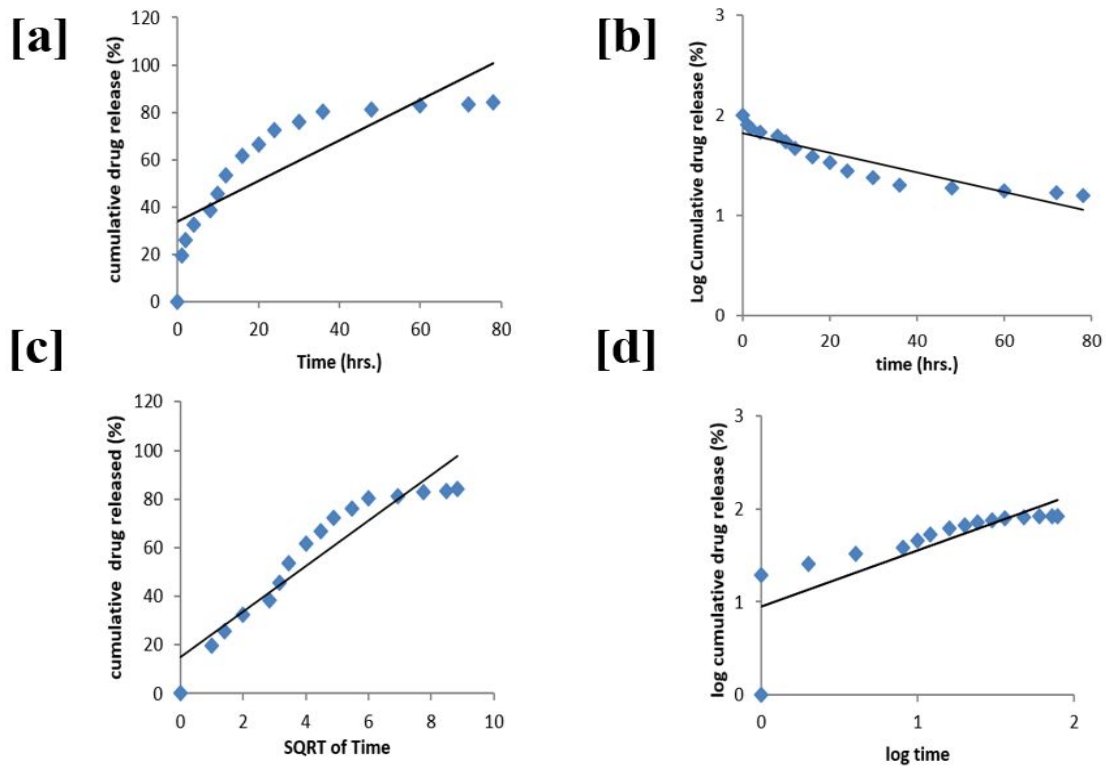 [a]
cumulative drug release (%)
120
100
80
60
40
20
0
0 20 40 60 80
Time (hrs.)
[b]
Log Cumulative drug release (%)
3
2
1
0
0 20 40 60 80
time (hrs.)
[c]
cumulative drug released (%)
120
100
80
60
40
20
0
0 2 4 6 8 10
SQRT of Time
[d]
log cumulative drug release (%)
3
2
1
0
0 1 2
log time